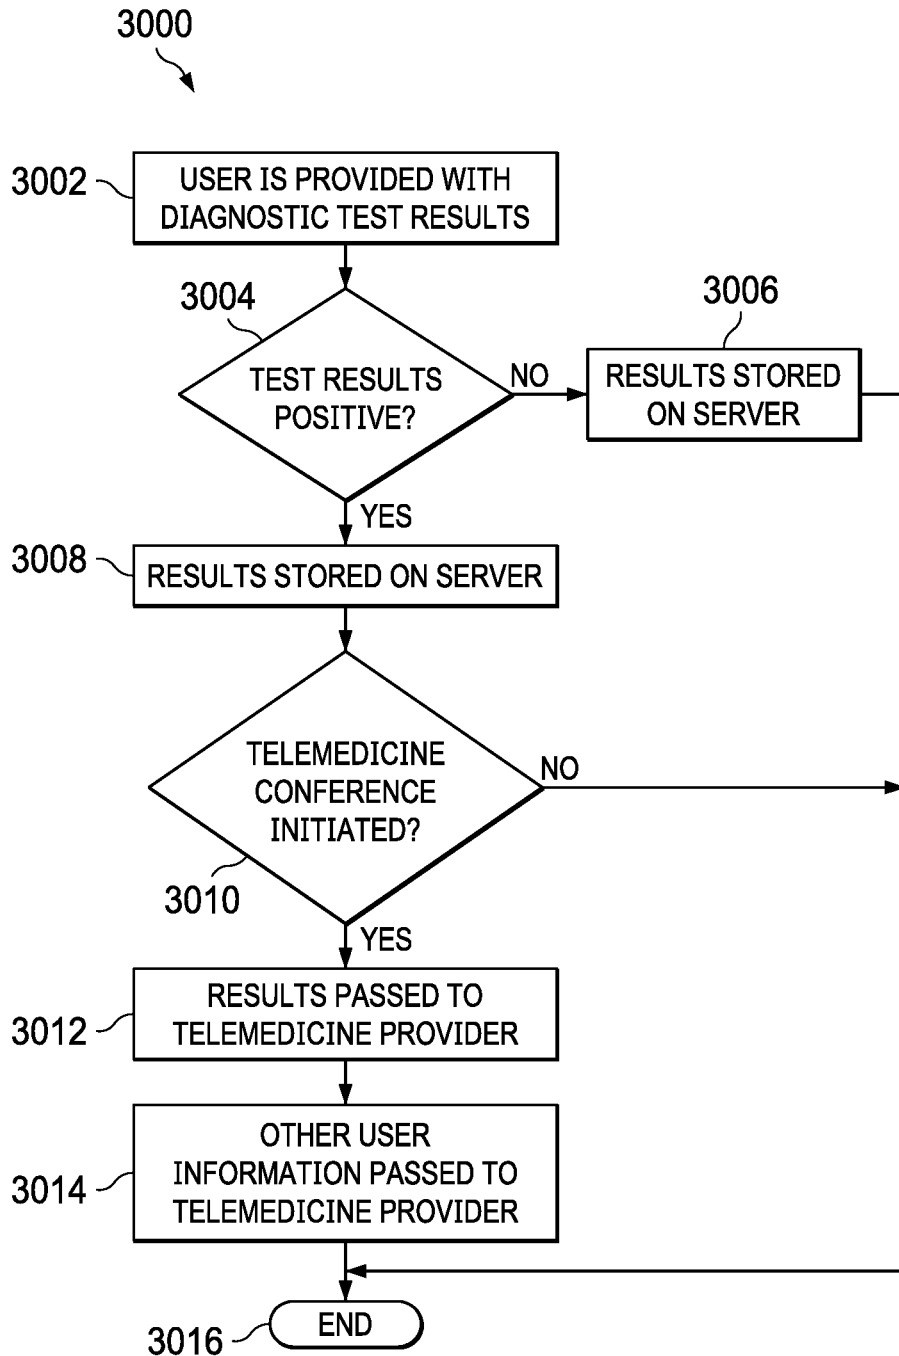 3000
3002
USER IS PROVIDED WITH
DIAGNOSTIC TEST RESULTS
3004
TEST RESULTS
POSITIVE?
NO
3006
RESULTS STORED
ON SERVER
YES
3008
RESULTS STORED ON SERVER
TELEMEDICINE
CONFERENCE
INITIATED?
NO
3010
YES
3012
RESULTS PASSED TO
TELEMEDICINE PROVIDER
3014
OTHER USER
INFORMATION PASSED TO
TELEMEDICINE PROVIDER
3016
END